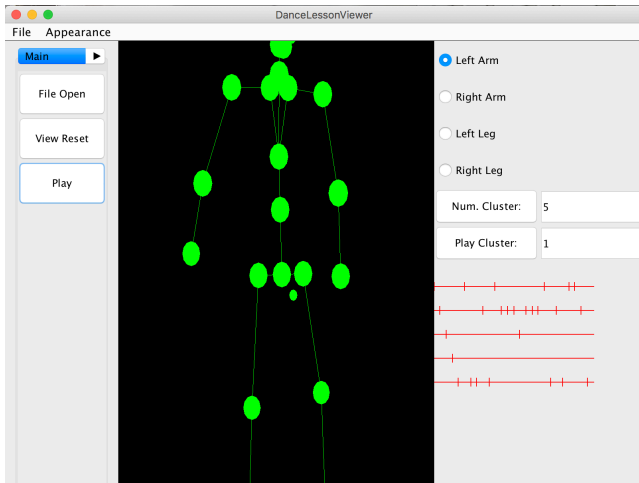 DanceLessonViewer
File Appearance
Main
File Open
View Reset
Play
Left Arm
Right Arm
Left Leg
Right Leg
Num. Cluster: 5
Play Cluster: 1